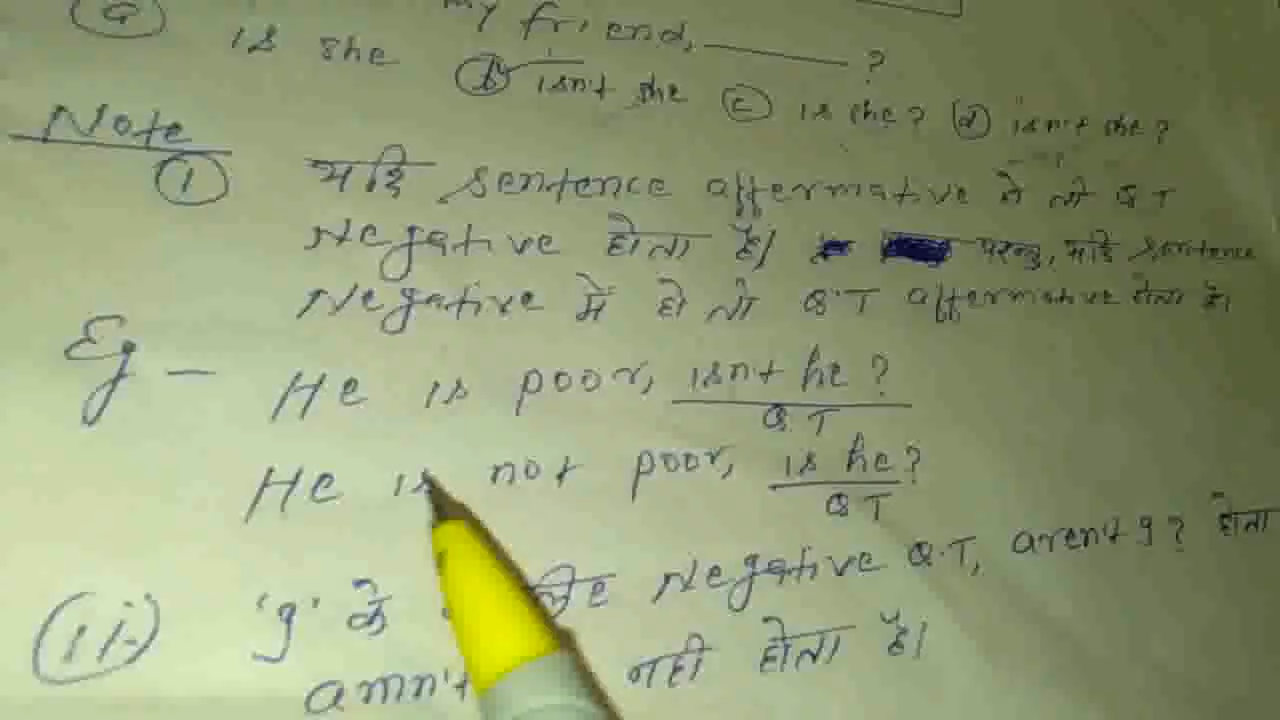 (a) is she my friend, ______ ?
(b) isn't she (c) is she? (d) isn't she?
Note
(1) यदि sentence affermative में तो Q T
Negative होता है। परन्तु, यदि sentence
Negative में हो तो Q.T affermative होता है।
Eg - He is poor, isn't he?
Q.T
He is not poor, is he?
Q T
(ii) 'I' के लिए Negative Q.T, aren't I? होता
amn't नही होता है।